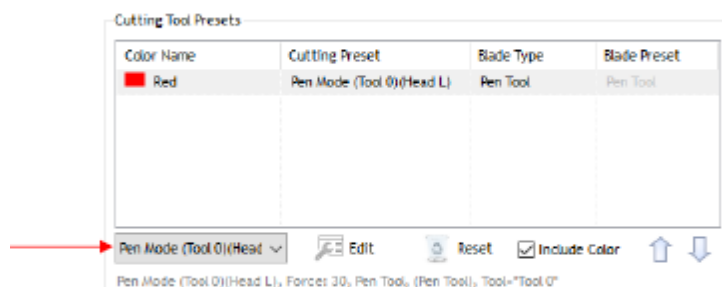 Cutting Tool Presets
Color Name Cutting Preset Blade Type Blade Preset
Red Pen Mode (Tool 0)(Head L) Pen Tool Pen Tool
Pen Mode (Tool 0)(Head Edit Reset Include Color
Pen Mode (Tool 0)(Head L), Force: 30, Pen Tool, (Pen Tool), Tool="Tool 0"